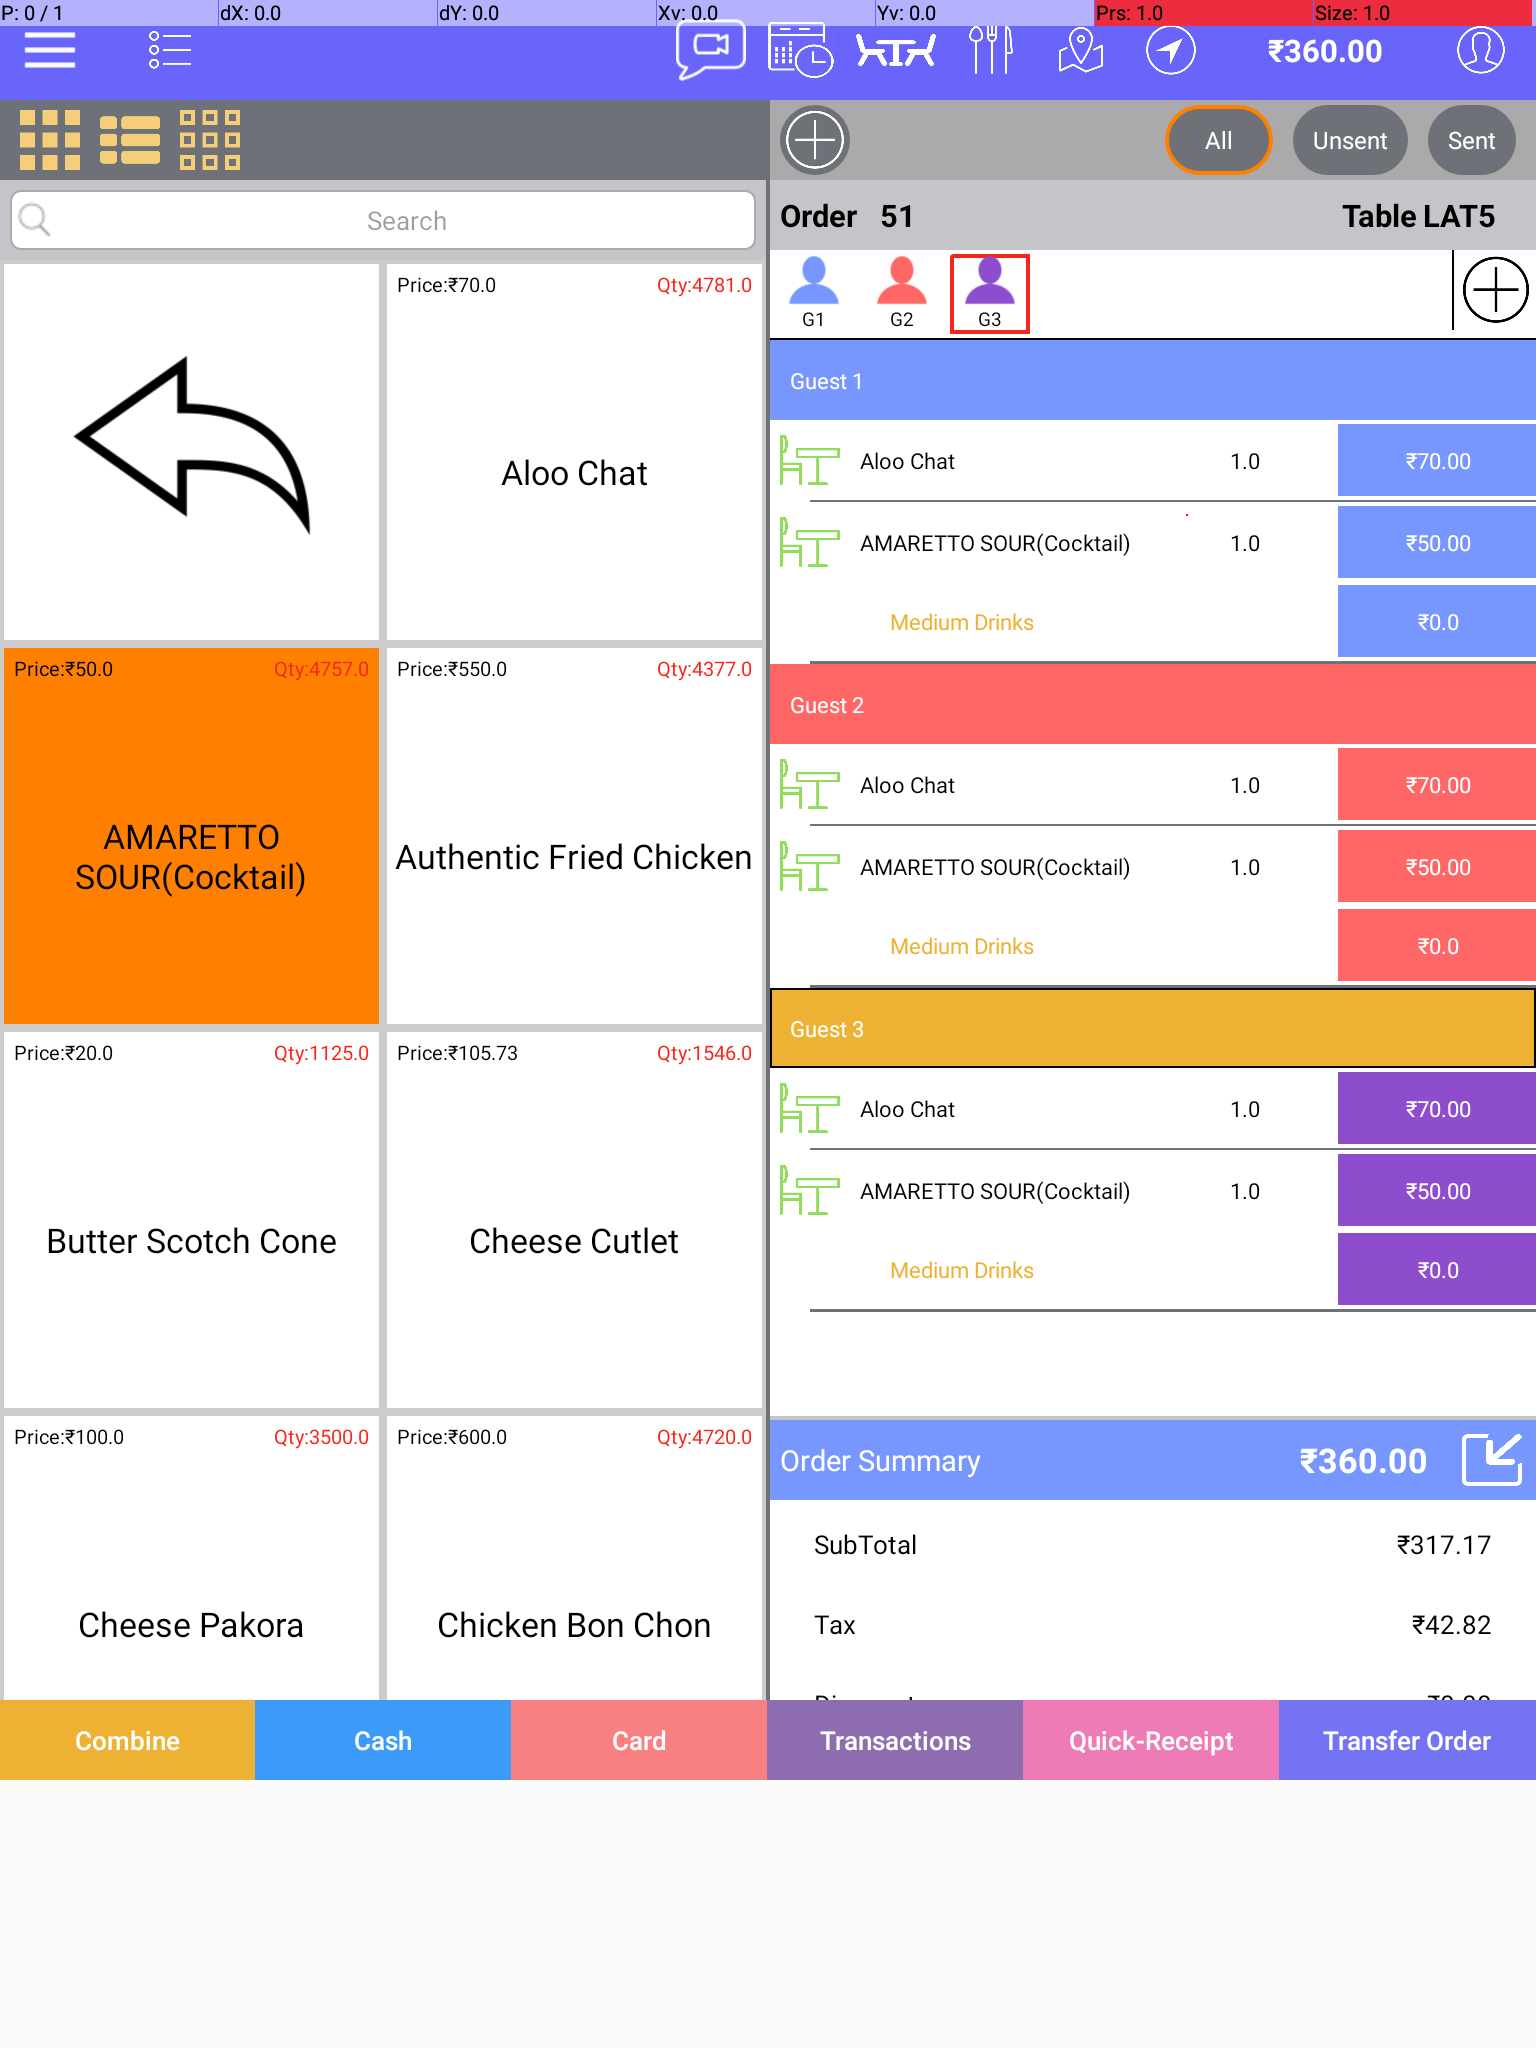 P: 0 / 1
dX: 0.0
dY: 0.0
Xv: 0.0
Yv: 0.0
Prs: 1.0
Size: 1.0
₹360.00
All
Unsent
Sent
Search
Order 51
Table LAT5
G1
G2
G3
Price:₹70.0
Qty:4781.0
Aloo Chat
Price:₹50.0
Qty:4757.0
AMARETTO
SOUR(Cocktail)
Price:₹550.0
Qty:4377.0
Authentic Fried Chicken
Price:₹20.0
Qty:1125.0
Butter Scotch Cone
Price:₹105.73
Qty:1546.0
Cheese Cutlet
Price:₹100.0
Qty:3500.0
Cheese Pakora
Price:₹600.0
Qty:4720.0
Chicken Bon Chon
Guest 1
Aloo Chat 1.0 ₹70.00
AMARETTO SOUR(Cocktail) 1.0 ₹50.00
Medium Drinks ₹0.0
Guest 2
Aloo Chat 1.0 ₹70.00
AMARETTO SOUR(Cocktail) 1.0 ₹50.00
Medium Drinks ₹0.0
Guest 3
Aloo Chat 1.0 ₹70.00
AMARETTO SOUR(Cocktail) 1.0 ₹50.00
Medium Drinks ₹0.0
Order Summary ₹360.00
SubTotal ₹317.17
Tax ₹42.82
Combine
Cash
Card
Transactions
Quick-Receipt
Transfer Order